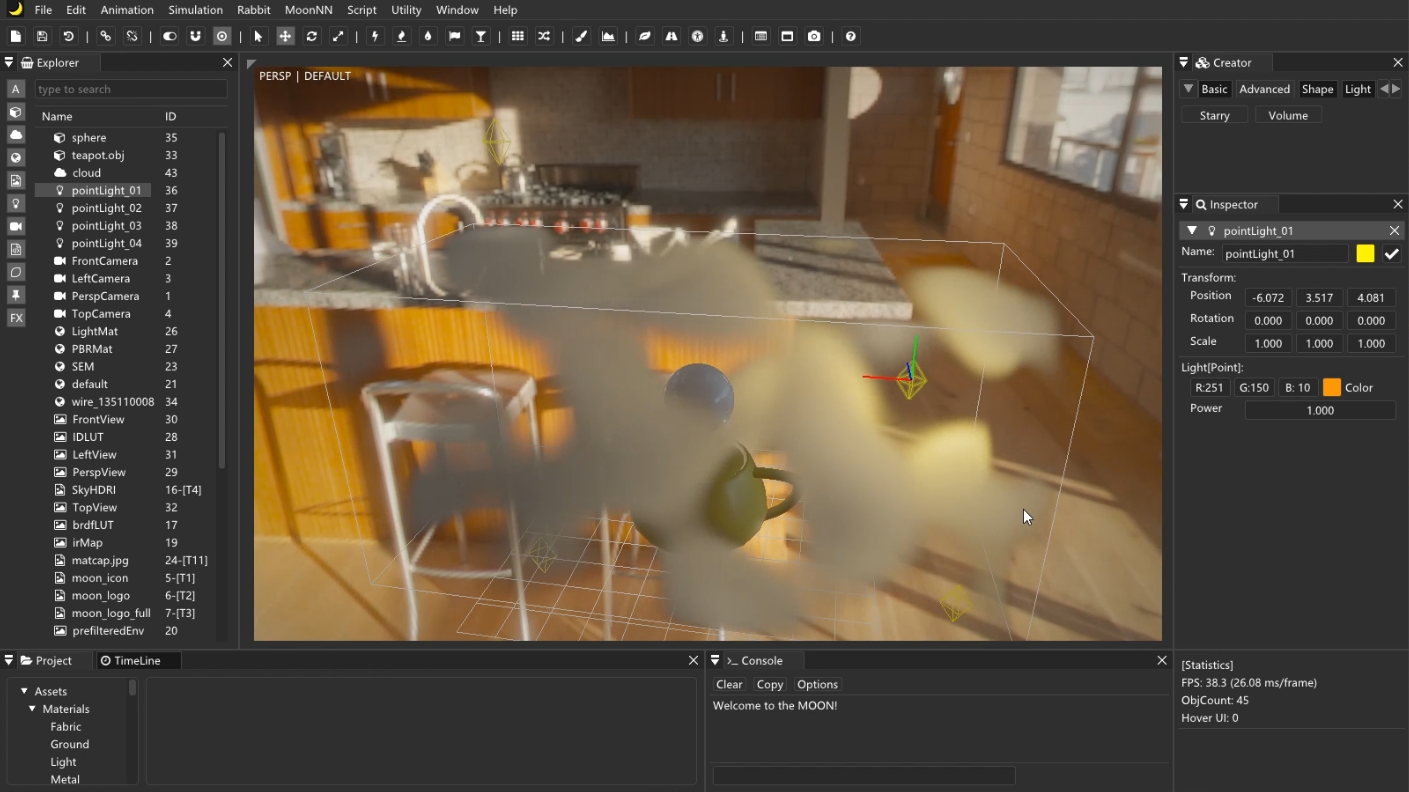 File Edit Animation Simulation Rabbit MoonNN Script Utility Window Help
Explorer
type to search
Name ID
sphere 35
teapot.obj 33
cloud 43
pointLight_01 36
pointLight_02 37
pointLight_03 38
pointLight_04 39
FrontCamera 2
LeftCamera 3
PerspCamera 1
TopCamera 4
LightMat 26
PBRMat 27
SEM 23
default 21
wire_135110008 34
FrontView 30
IDLUT 28
LeftView 31
PerspView 29
SkyHDRI 16-[T4]
TopView 32
brdfLUT 17
irMap 19
matcap.jpg 24-[T11]
moon_icon 5-[T1]
moon_logo 6-[T2]
moon_logo_full 7-[T3]
prefilteredEnv 20
A
FX
PERSP | DEFAULT
Creator
Basic Advanced Shape Light
Starry Volume
Inspector
pointLight_01
Name: pointLight_01
Transform:
Position -6.072 3.517 4.081
Rotation 0.000 0.000 0.000
Scale 1.000 1.000 1.000
Light[Point]:
R:251 G:150 B: 10 Color
Power 1.000
Project TimeLine
Assets
Materials
Fabric
Ground
Light
Metal
Console
Clear Copy Options
Welcome to the MOON!
[Statistics]
FPS: 38.3 (26.08 ms/frame)
ObjCount: 45
Hover UI: 0